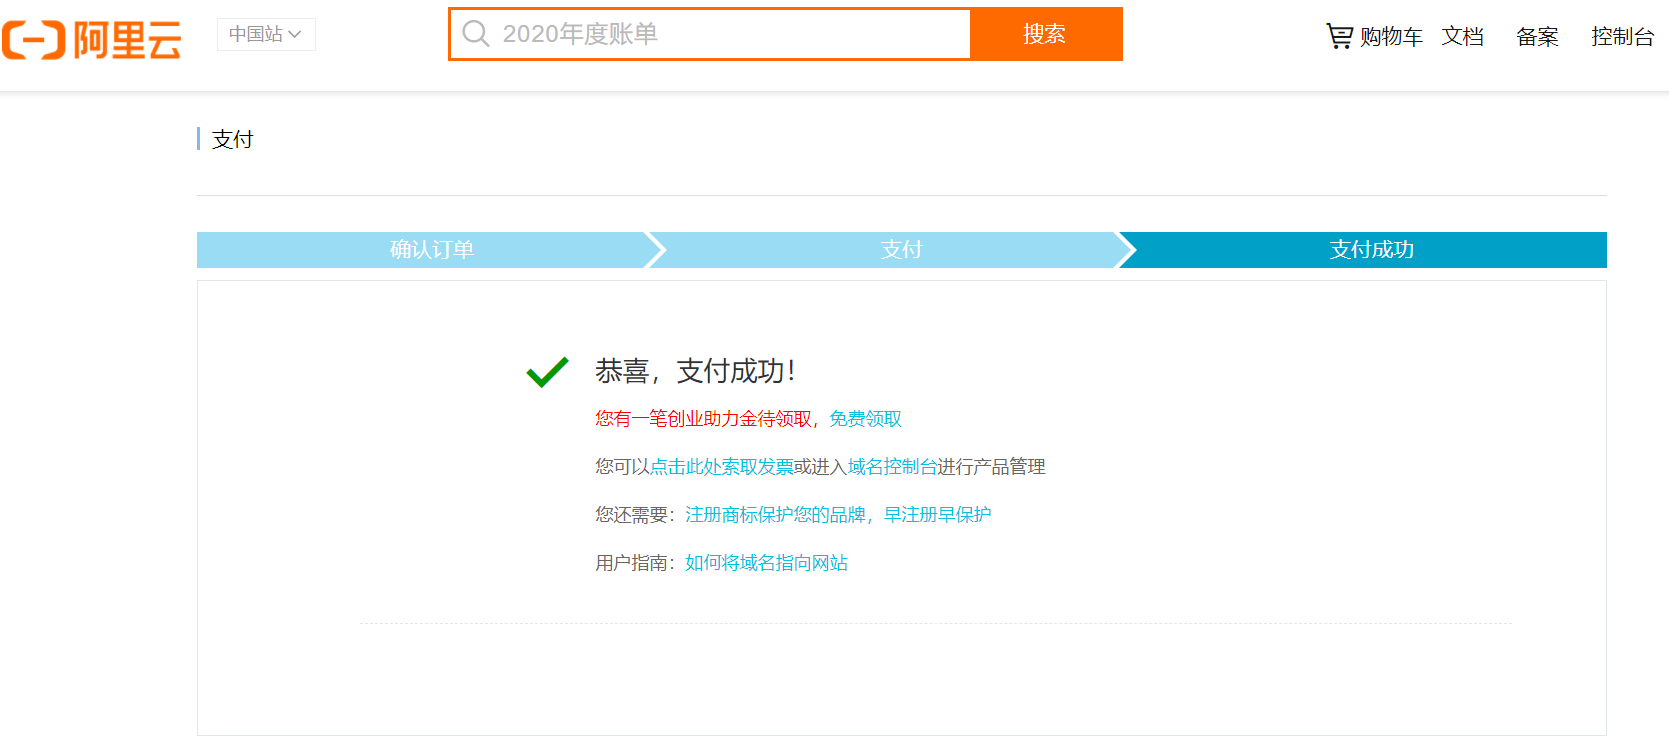 阿里云 中国站 2020年度账单 搜索 购物车 文档 备案 控制台
支付
确认订单 支付 支付成功
恭喜，支付成功！
您有一笔创业助力金待领取，免费领取
您可以点击此处索取发票或进入域名控制台进行产品管理
您还需要：注册商标保护您的品牌，早注册早保护
用户指南：如何将域名指向网站